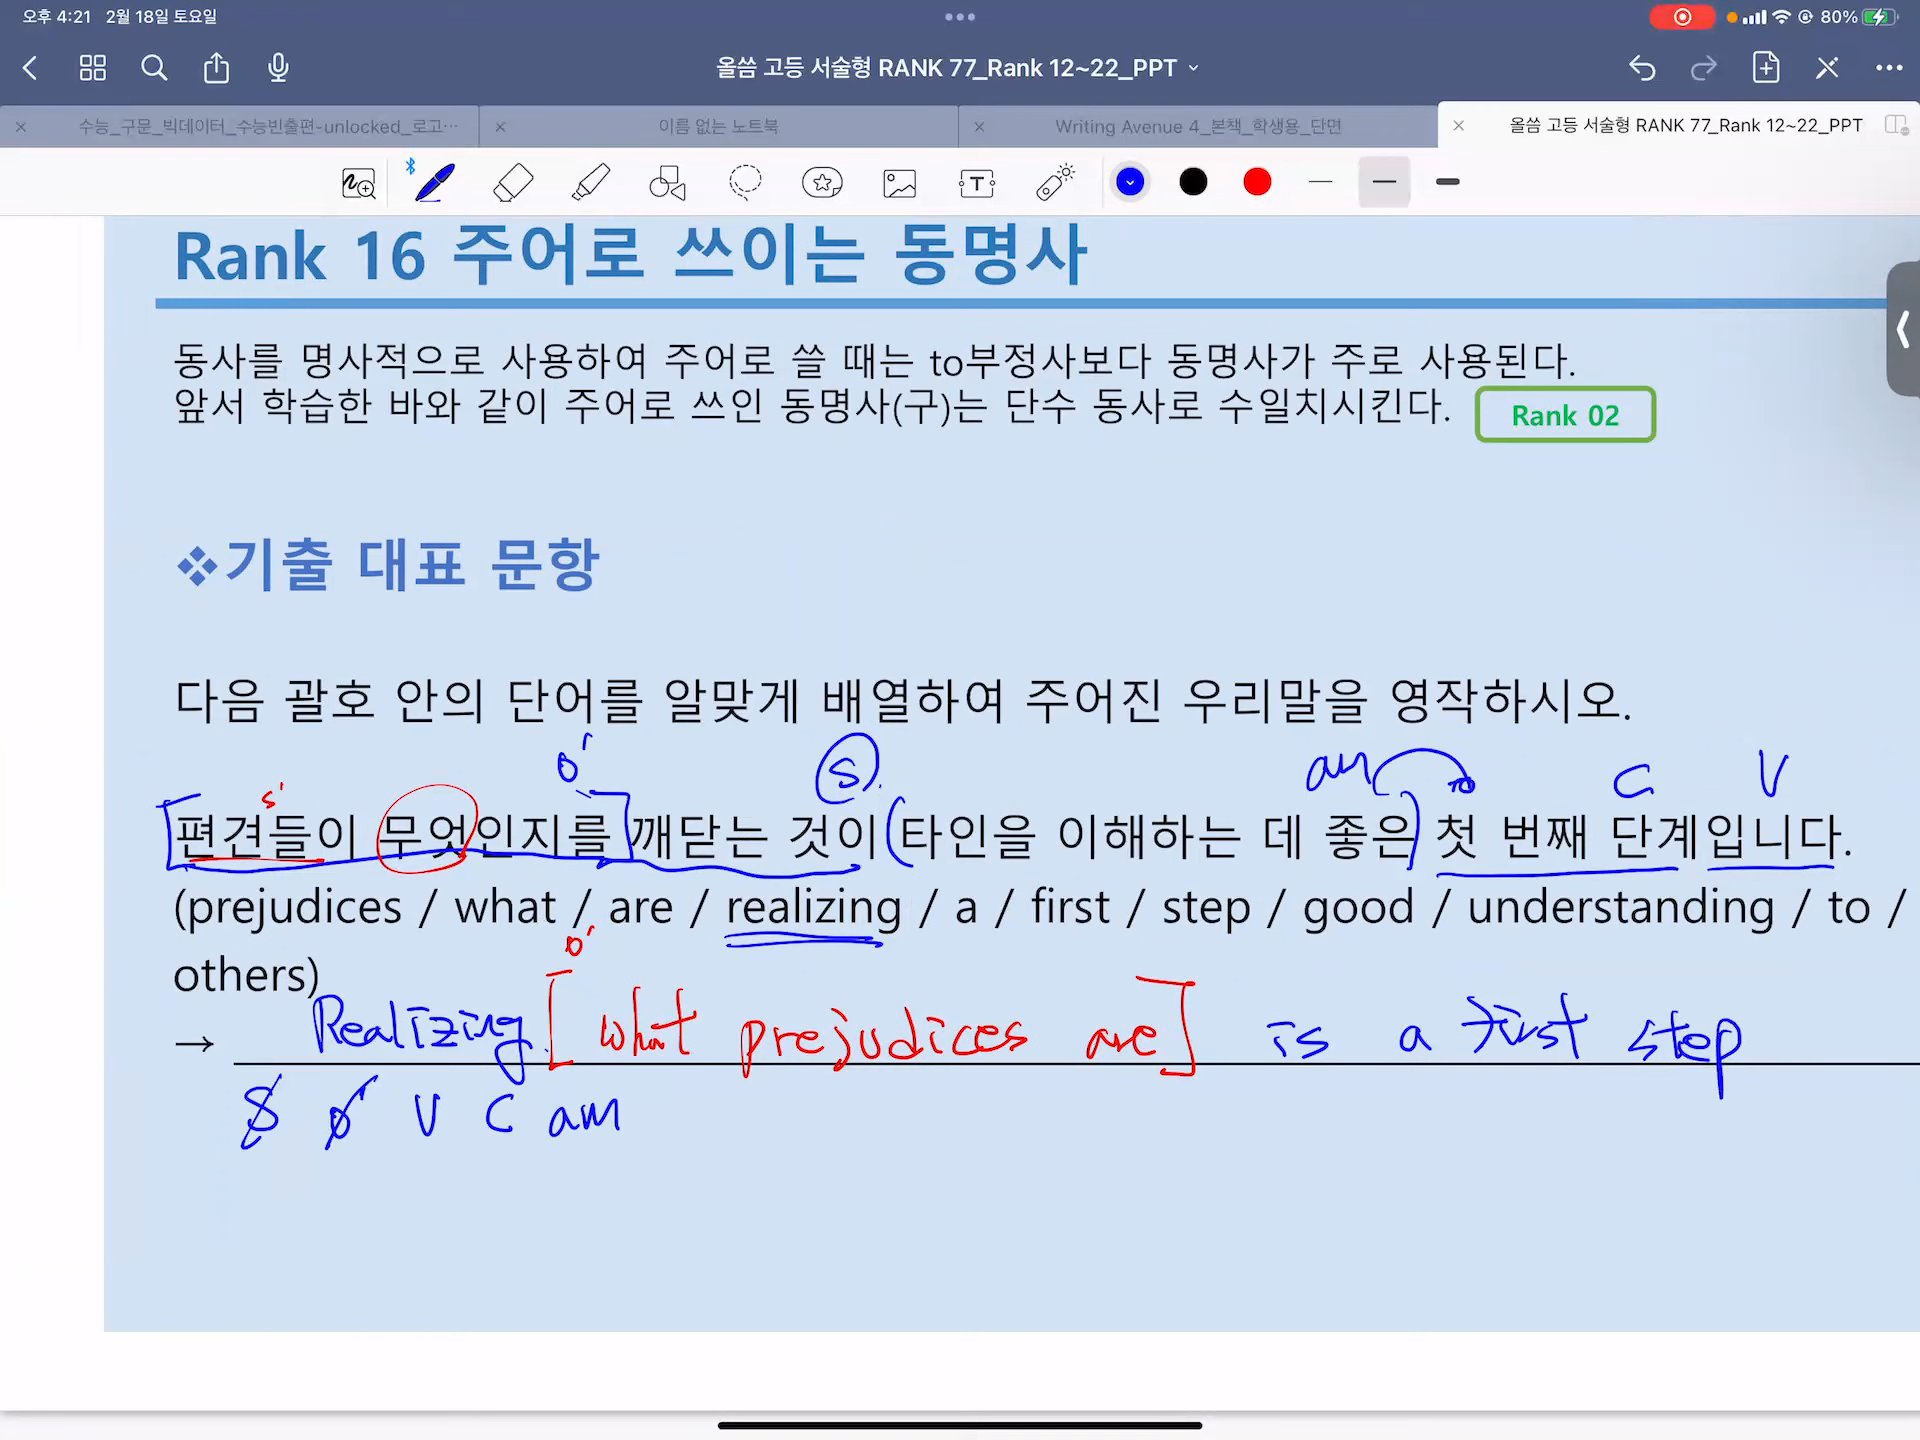 오후 4:21 2월 18일 토요일
80%
올씀 고등 서술형 RANK 77_Rank 12~22_PPT
수능_구문_빅데이터_수능빈출편-unlocked_로고…
이름 없는 노트북
Writing Avenue 4_본책_학생용_단면
올씀 고등 서술형 RANK 77_Rank 12~22_PPT
Rank 16 주어로 쓰이는 동명사
동사를 명사적으로 사용하여 주어로 쓸 때는 to부정사보다 동명사가 주로 사용된다.
앞서 학습한 바와 같이 주어로 쓰인 동명사(구)는 단수 동사로 수일치시킨다. Rank 02
❖기출 대표 문항
다음 괄호 안의 단어를 알맞게 배열하여 주어진 우리말을 영작하시오.
s' o' S am C V
[편견들이 무엇인지를] 깨닫는 것이 (타인을 이해하는 데 좋은) 첫 번째 단계입니다.
(prejudices / what / are / realizing / a / first / step / good / understanding / to /
others)
o'
→ Realizing [what prejudices are] is a first step
S o' V C am